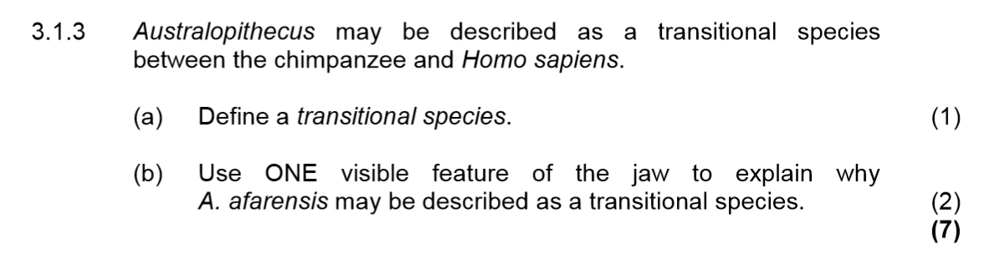 3.1.3 Australopithecus may be described as a transitional species
between the chimpanzee and Homo sapiens.
(a) Define a transitional species. (1)
(b) Use ONE visible feature of the jaw to explain why
A. afarensis may be described as a transitional species. (2)
(7)